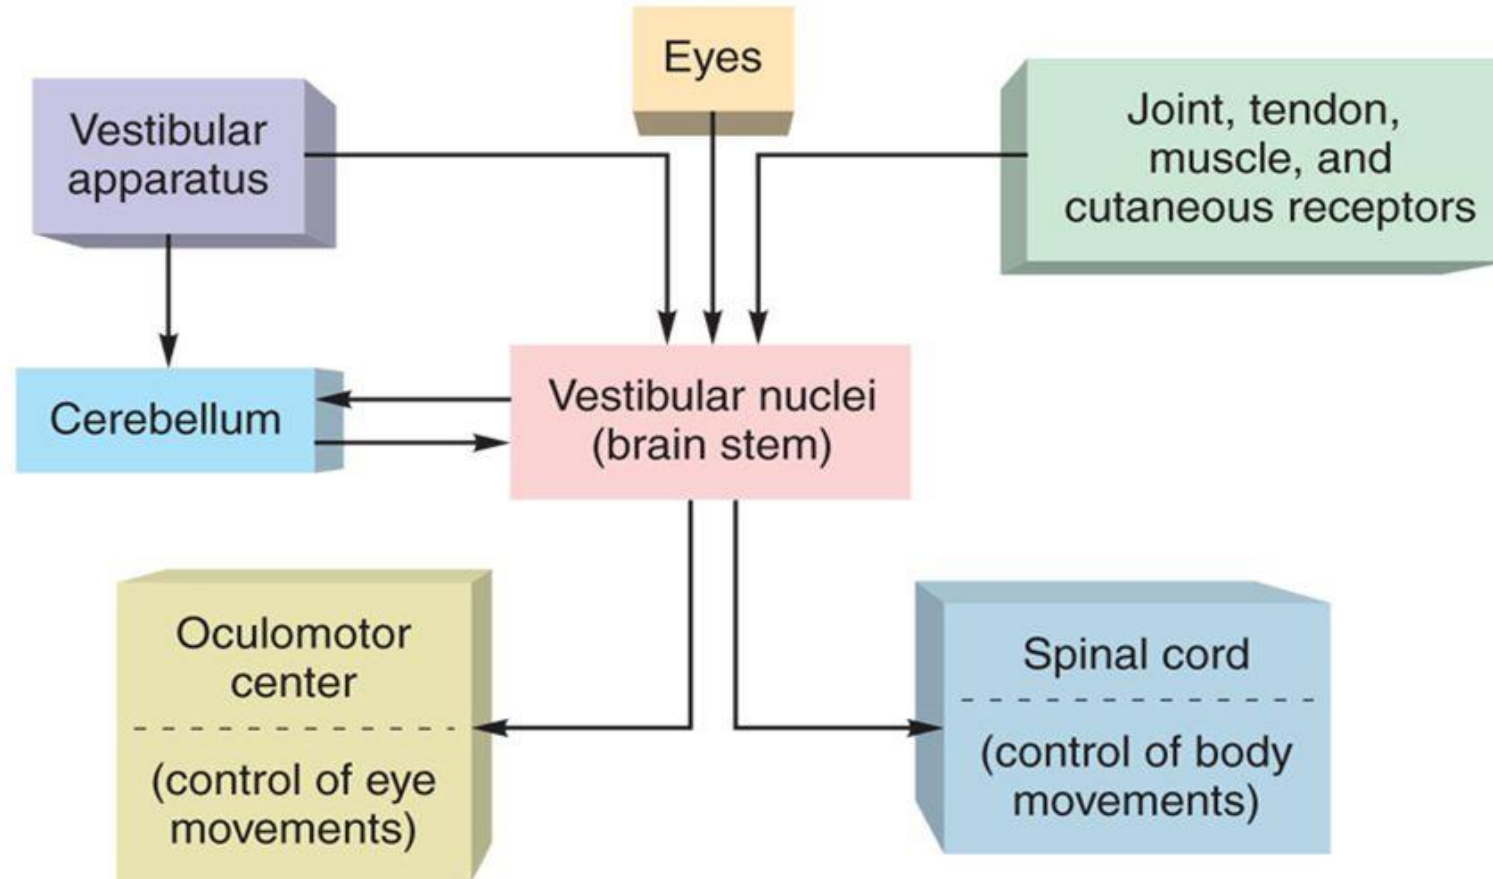 Eyes
Vestibular
apparatus
Joint, tendon,
muscle, and
cutaneous receptors
Cerebellum
Vestibular nuclei
(brain stem)
Oculomotor
center
(control of eye
movements)
Spinal cord
(control of body
movements)